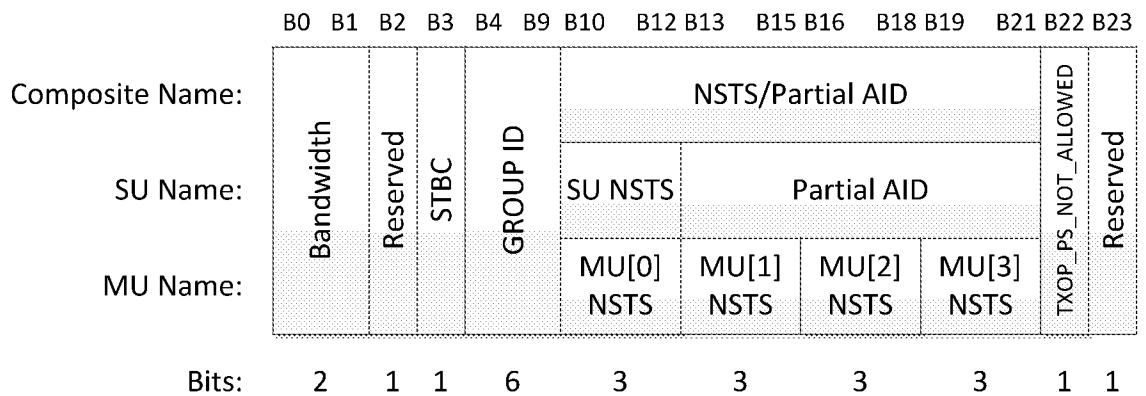 B0 B1 B2 B3 B4 B9 B10 B12 B13 B15 B16 B18 B19 B21 B22 B23
Composite Name: NSTS/Partial AID
SU Name: SU NSTS Partial AID
MU Name: MU[0] MU[1] MU[2] MU[3]
NSTS NSTS NSTS NSTS
Bandwidth
Reserved
STBC
GROUP ID
TXOP_PS_NOT_ALLOWED
Reserved
Bits: 2 1 1 6 3 3 3 3 1 1